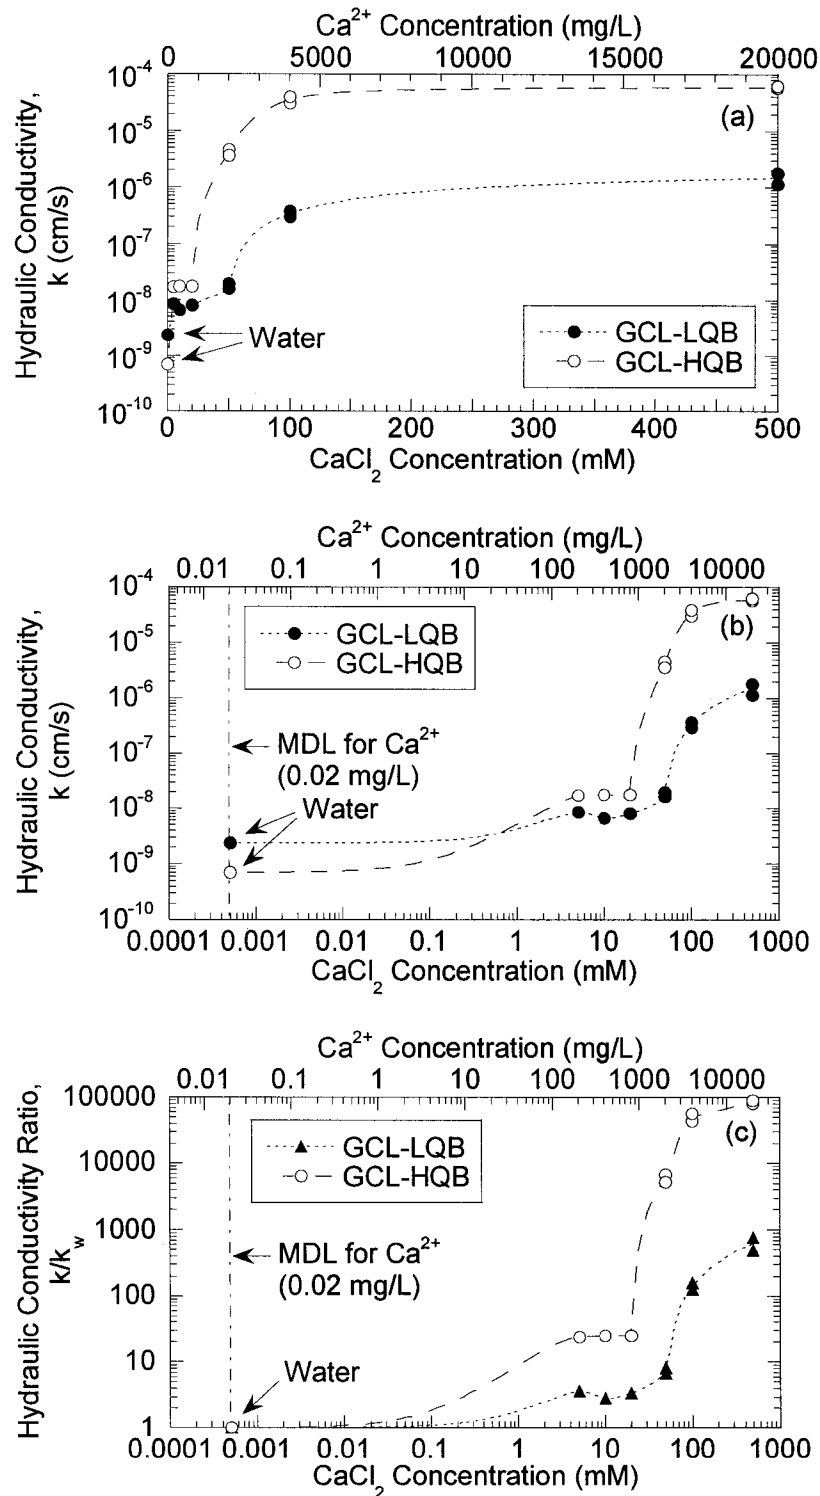 Ca²⁺ Concentration (mg/L)
0 5000 10000 15000 20000
Hydraulic Conductivity,
k (cm/s)
10⁻⁴
10⁻⁵
10⁻⁶
10⁻⁷
10⁻⁸
10⁻⁹
10⁻¹⁰
(a)
Water
GCL-LQB
GCL-HQB
0 100 200 300 400 500
CaCl₂ Concentration (mM)
Ca²⁺ Concentration (mg/L)
0.01 0.1 1 10 100 1000 10000
Hydraulic Conductivity,
k (cm/s)
10⁻⁴
10⁻⁵
10⁻⁶
10⁻⁷
10⁻⁸
10⁻⁹
10⁻¹⁰
(b)
GCL-LQB
GCL-HQB
MDL for Ca²⁺
(0.02 mg/L)
Water
0.0001 0.001 0.01 0.1 1 10 100 1000
CaCl₂ Concentration (mM)
Ca²⁺ Concentration (mg/L)
0.01 0.1 1 10 100 1000 10000
Hydraulic Conductivity Ratio,
k/k_w
100000
10000
1000
100
10
1
(c)
GCL-LQB
GCL-HQB
MDL for Ca²⁺
(0.02 mg/L)
Water
0.0001 0.001 0.01 0.1 1 10 100 1000
CaCl₂ Concentration (mM)